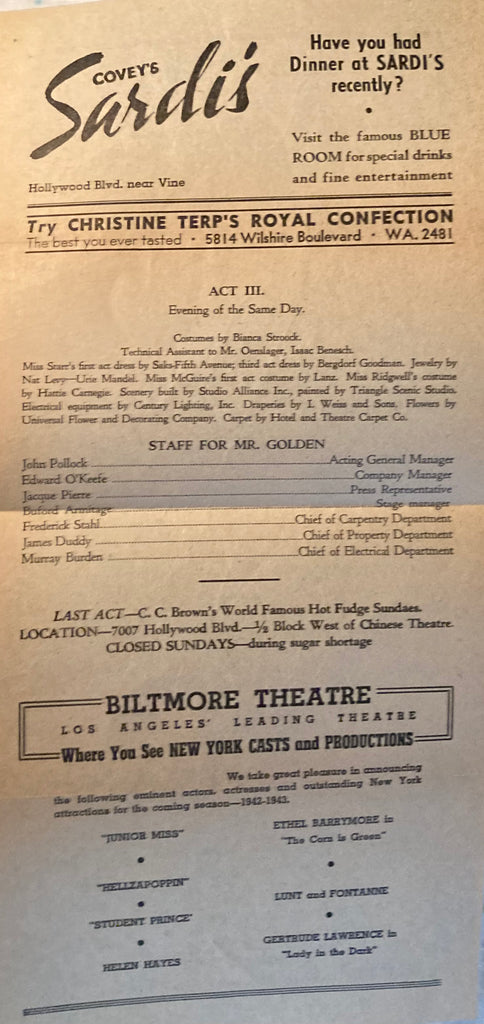 COVEY'S
Sardi's
Hollywood Blvd. near Vine
Have you had
Dinner at SARDI'S
recently?
•
Visit the famous BLUE
ROOM for special drinks
and fine entertainment
Try CHRISTINE TERP'S ROYAL CONFECTION
The best you ever tasted • 5814 Wilshire Boulevard • WA. 2481
ACT III.
Evening of the Same Day.
Costumes by Bianca Stroock.
Technical Assistant to Mr. Oenslager, Isaac Benesch.
Miss Starr's first act dress by Saks-Fifth Avenue; third act dress by Bergdorf Goodman. Jewelry by
Nat Levy—Urie Mandel. Miss McGuire's first act costume by Lanz. Miss Ridgwell's costume
by Hattie Carnegie. Scenery built by Studio Alliance Inc., painted by Triangle Scenic Studio.
Electrical equipment by Century Lighting, Inc. Draperies by I. Weiss and Sons. Flowers by
Universal Flower and Decorating Company. Carpet by Hotel and Theatre Carpet Co.
STAFF FOR MR. GOLDEN
John Pollock ........ Acting General Manager
Edward O'Keefe ........ Company Manager
Jacque Pierre ........ Press Representative
Buford Armitage ........ Stage manager
Frederick Stahl ........ Chief of Carpentry Department
James Duddy ........ Chief of Property Department
Murray Burden ........ Chief of Electrical Department
LAST ACT—C. C. Brown's World Famous Hot Fudge Sundaes.
LOCATION—7007 Hollywood Blvd.—½ Block West of Chinese Theatre.
CLOSED SUNDAYS—during sugar shortage
BILTMORE THEATRE
LOS ANGELES' LEADING THEATRE
Where You See NEW YORK CASTS and PRODUCTIONS
We take great pleasure in announcing
the following eminent actors, actresses and outstanding New York
attractions for the coming season—1942-1943.
"JUNIOR MISS"
•
"HELLZAPOPPIN"
•
"STUDENT PRINCE"
•
HELEN HAYES
ETHEL BARRYMORE in
"The Corn is Green"
•
LUNT and FONTANNE
•
GERTRUDE LAWRENCE in
"Lady in the Dark"